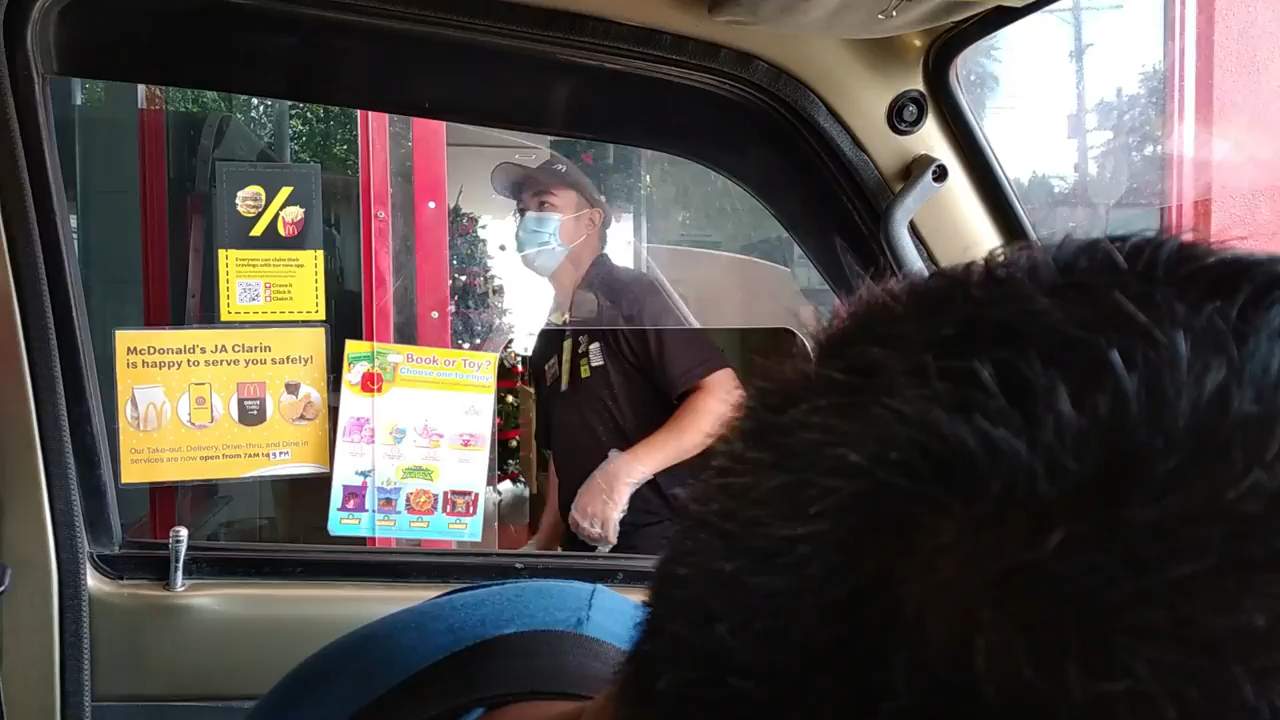 %
Everyone can claim their
cravings with our new app.
Crave it
Click it
Claim it
McDonald's JA Clarin
is happy to serve you safely!
DRIVE
THRU
Our Take-out, Delivery, Drive-thru, and Dine in
services are now open from 7AM to 9 PM
Book or Toy?
Choose one to enjoy!